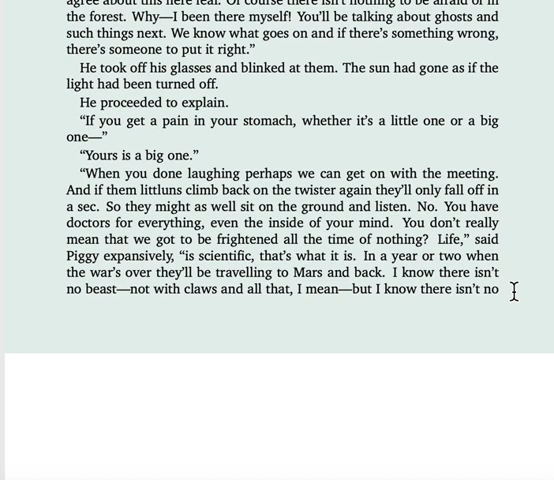 agree about this here fear. Of course there isn't nothing to be afraid of in
the forest. Why—I been there myself! You'll be talking about ghosts and
such things next. We know what goes on and if there's something wrong,
there's someone to put it right.”
He took off his glasses and blinked at them. The sun had gone as if the
light had been turned off.
He proceeded to explain.
“If you get a pain in your stomach, whether it's a little one or a big
one—”
“Yours is a big one.”
“When you done laughing perhaps we can get on with the meeting.
And if them littluns climb back on the twister again they'll only fall off in
a sec. So they might as well sit on the ground and listen. No. You have
doctors for everything, even the inside of your mind. You don't really
mean that we got to be frightened all the time of nothing? Life,” said
Piggy expansively, “is scientific, that's what it is. In a year or two when
the war's over they'll be travelling to Mars and back. I know there isn't
no beast—not with claws and all that, I mean—but I know there isn't no